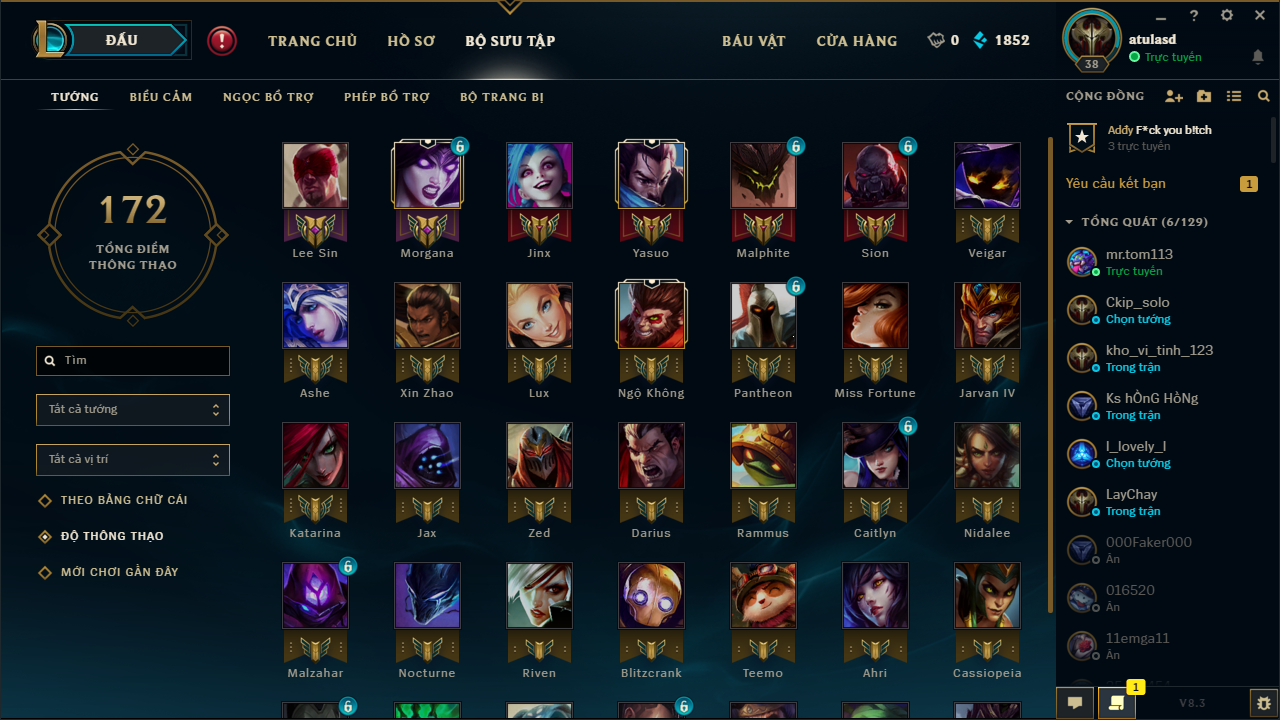 ĐẤU
!
TRANG CHỦ
HỒ SƠ
BỘ SƯU TẬP
BÁU VẬT
CỬA HÀNG
0
1852
?
38
atulasd
Trực tuyến
TƯỚNG
BIỂU CẢM
NGỌC BỔ TRỢ
PHÉP BỔ TRỢ
BỘ TRANG BỊ
CỘNG ĐỒNG
172
TỔNG ĐIỂM
THÔNG THẠO
Tìm
Tất cả tướng
Tất cả vị trí
THEO BẢNG CHỮ CÁI
ĐỘ THÔNG THẠO
MỚI CHƠI GẦN ĐÂY
6
6
6
Lee Sin
Morgana
Jinx
Yasuo
Malphite
Sion
Veigar
6
Ashe
Xin Zhao
Lux
Ngộ Không
Pantheon
Miss Fortune
Jarvan IV
6
Katarina
Jax
Zed
Darius
Rammus
Caitlyn
Nidalee
6
Malzahar
Nocturne
Riven
Blitzcrank
Teemo
Ahri
Cassiopeia
6
6
Adđy F*ck you b!tch
3 trực tuyến
Yêu cầu kết bạn
1
TỔNG QUÁT (6/129)
mr.tom113
Trực tuyến
Ckip_solo
Chọn tướng
kho_vi_tinh_123
Trong trận
Ks hỒnG HồNg
Trong trận
I_lovely_I
Chọn tướng
LayChay
Trong trận
000Faker000
Ẩn
016520
Ẩn
11emga11
Ẩn
1
V8.3